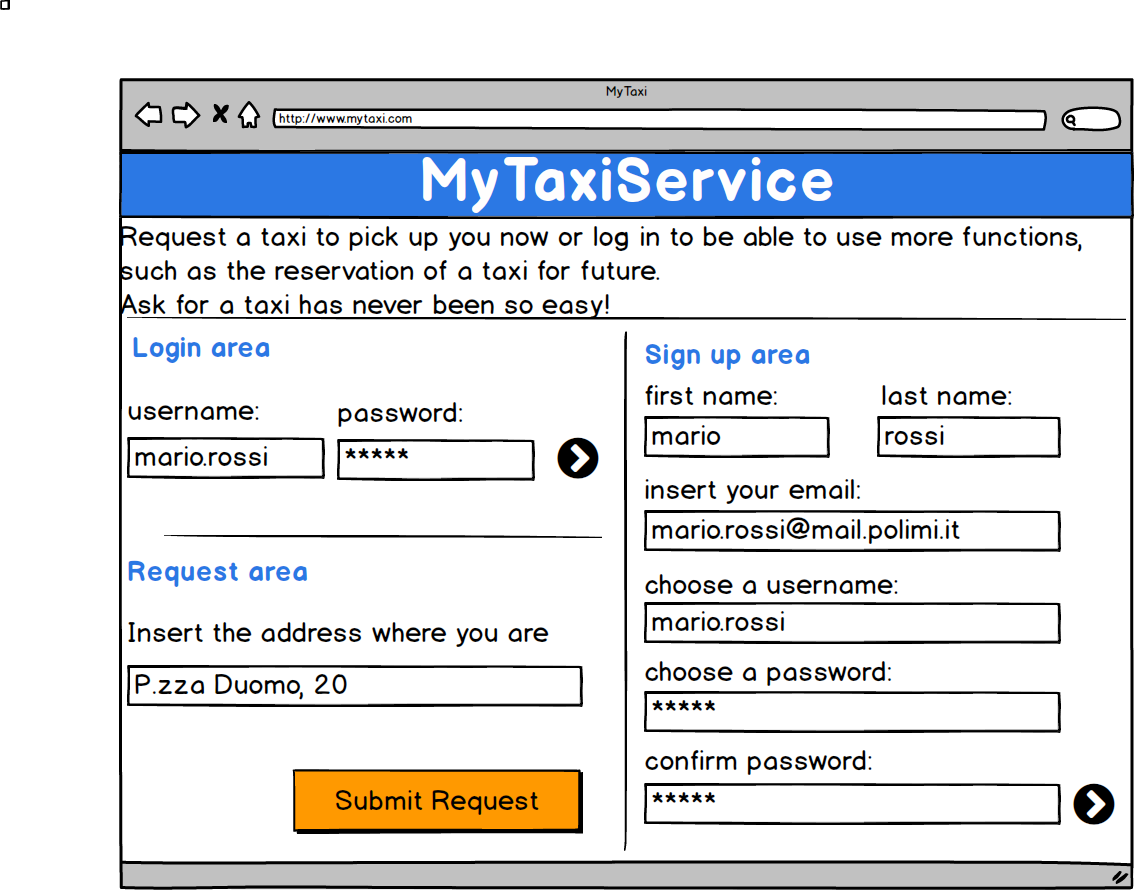 MyTaxi
http://www.mytaxi.com
MyTaxiService
Request a taxi to pick up you now or log in to be able to use more functions,
such as the reservation of a taxi for future.
Ask for a taxi has never been so easy!
Login area
username: password:
mario.rossi *****
Request area
Insert the address where you are
P.zza Duomo, 20
Submit Request
Sign up area
first name: last name:
mario rossi
insert your email:
mario.rossi@mail.polimi.it
choose a username:
mario.rossi
choose a password:
*****
confirm password:
*****